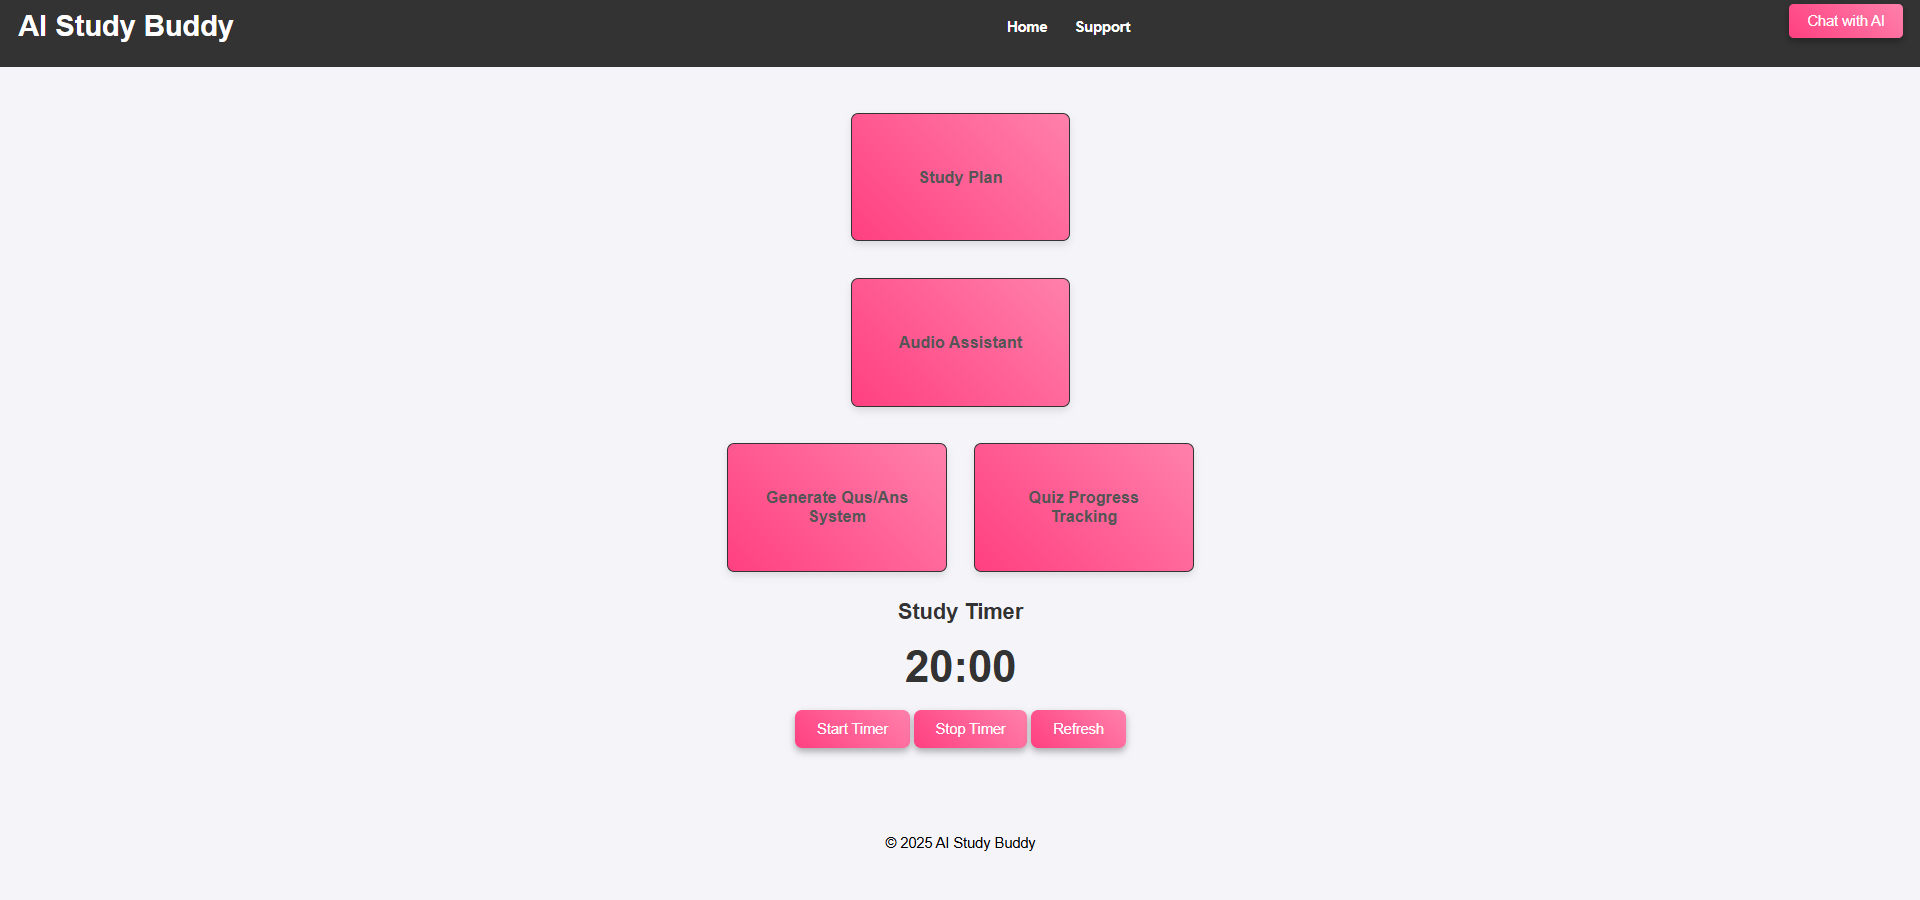 AI Study Buddy
Home
Support
Chat with AI
Study Plan
Audio Assistant
Generate Qus/Ans
System
Quiz Progress
Tracking
Study Timer
20:00
Start Timer
Stop Timer
Refresh
© 2025 AI Study Buddy